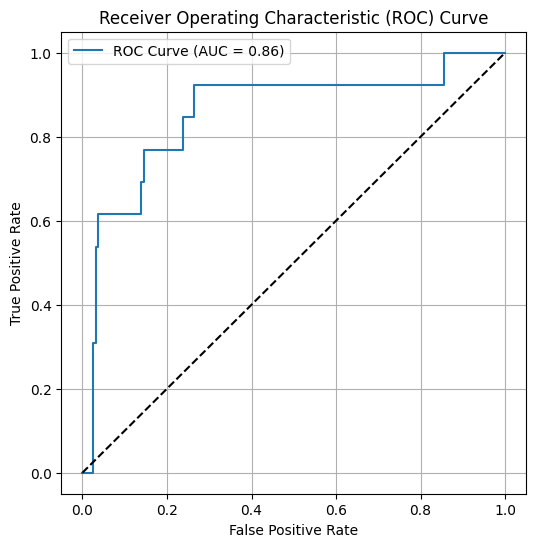 Receiver Operating Characteristic (ROC) Curve
ROC Curve (AUC = 0.86)
True Positive Rate
1.0
0.8
0.6
0.4
0.2
0.0
0.0 0.2 0.4 0.6 0.8 1.0
False Positive Rate